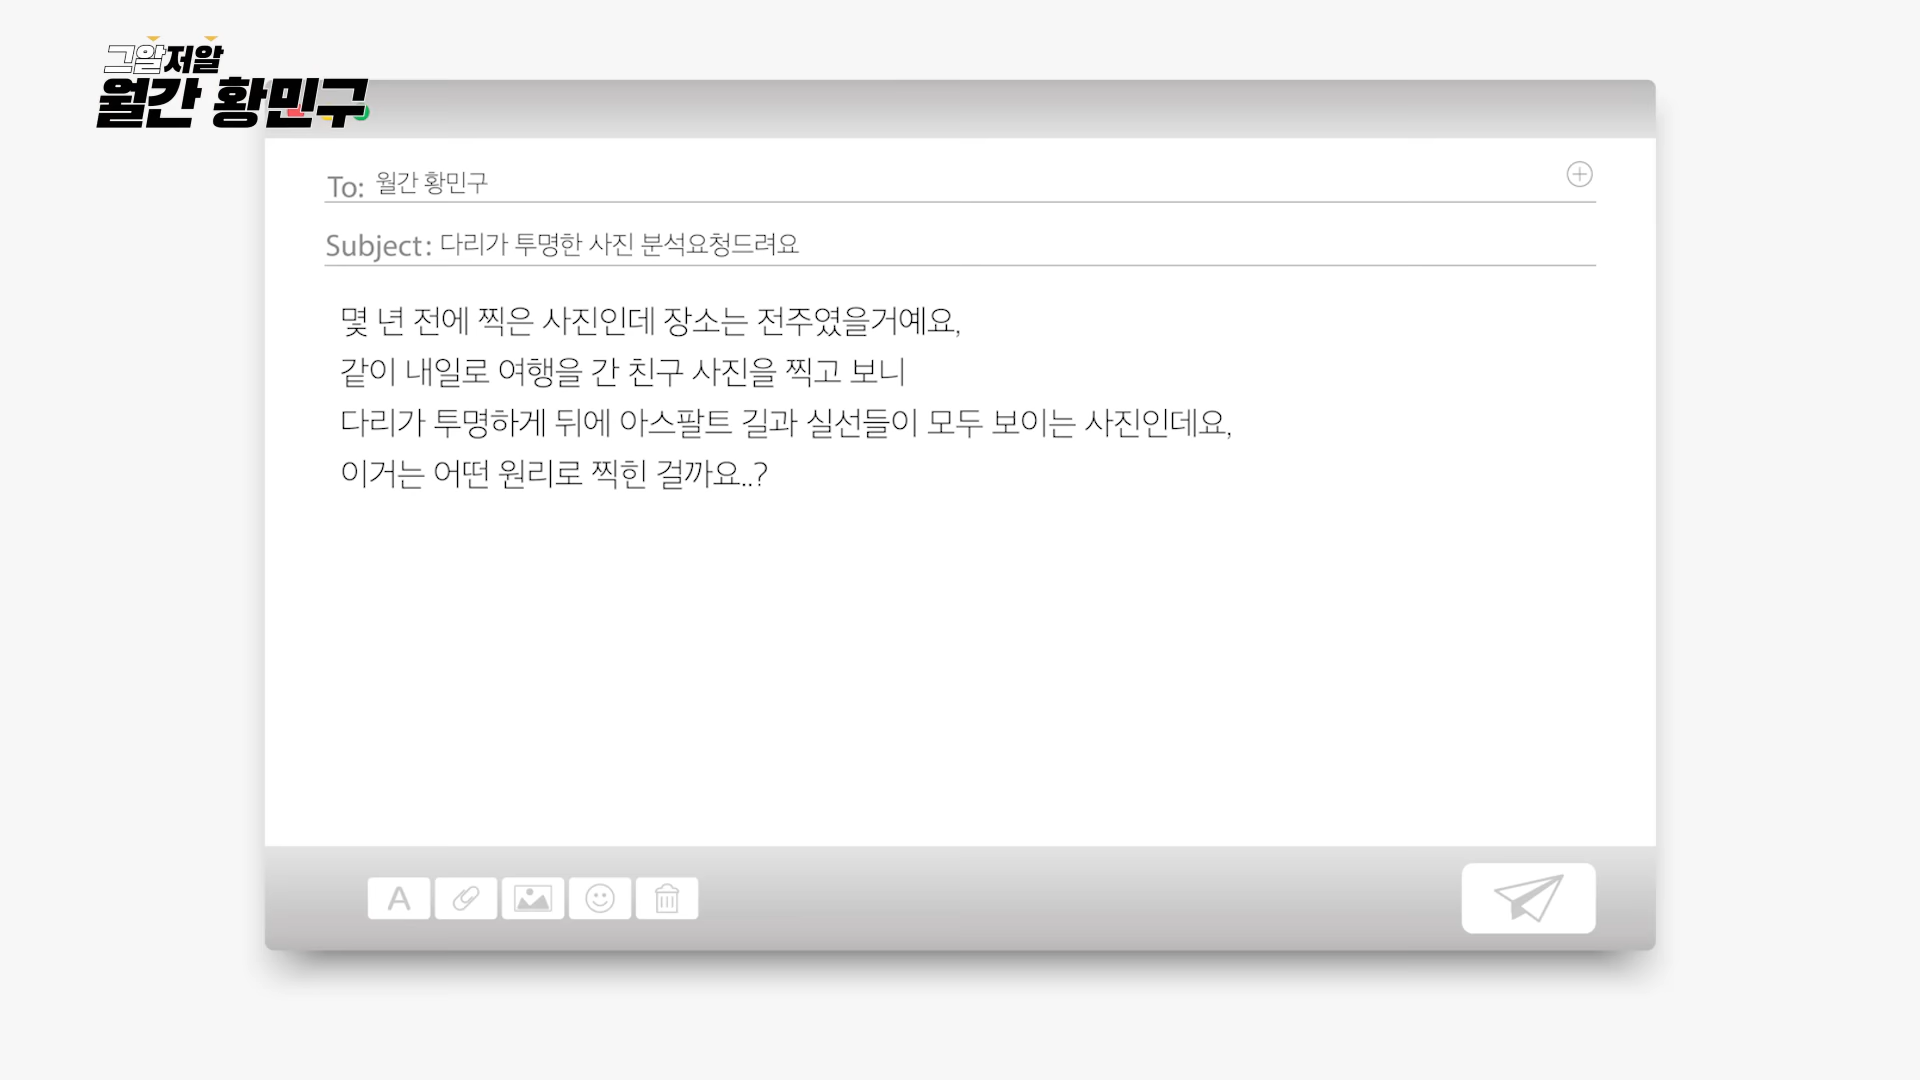 그알저알
월간 황민구
To: 월간 황민구
Subject: 다리가 투명한 사진 분석요청드려요
몇 년 전에 찍은 사진인데 장소는 전주였을거예요,
같이 내일로 여행을 간 친구 사진을 찍고 보니
다리가 투명하게 뒤에 아스팔트 길과 실선들이 모두 보이는 사진인데요,
이거는 어떤 원리로 찍힌 걸까요..?
A